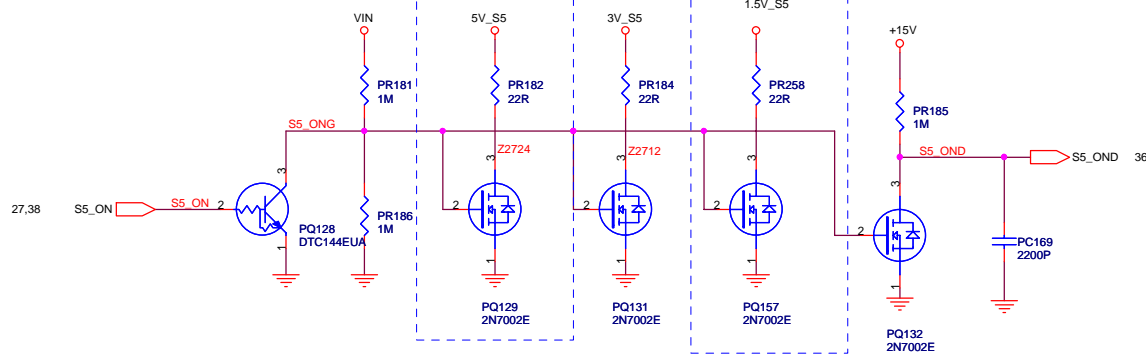 1.5V_S5
VIN
5V_S5
3V_S5
+15V
PR181
1M
PR182
22R
PR184
22R
PR258
22R
PR185
1M
S5_ONG
Z2724
Z2712
S5_OND
S5_OND
36
3
3
3
3
3
27,38
S5_ON
S5_ON
2
2
2
2
2
PR186
1M
PQ128
DTC144EUA
PC169
2200P
1
1
1
1
1
PQ129
2N7002E
PQ131
2N7002E
PQ157
2N7002E
PQ132
2N7002E